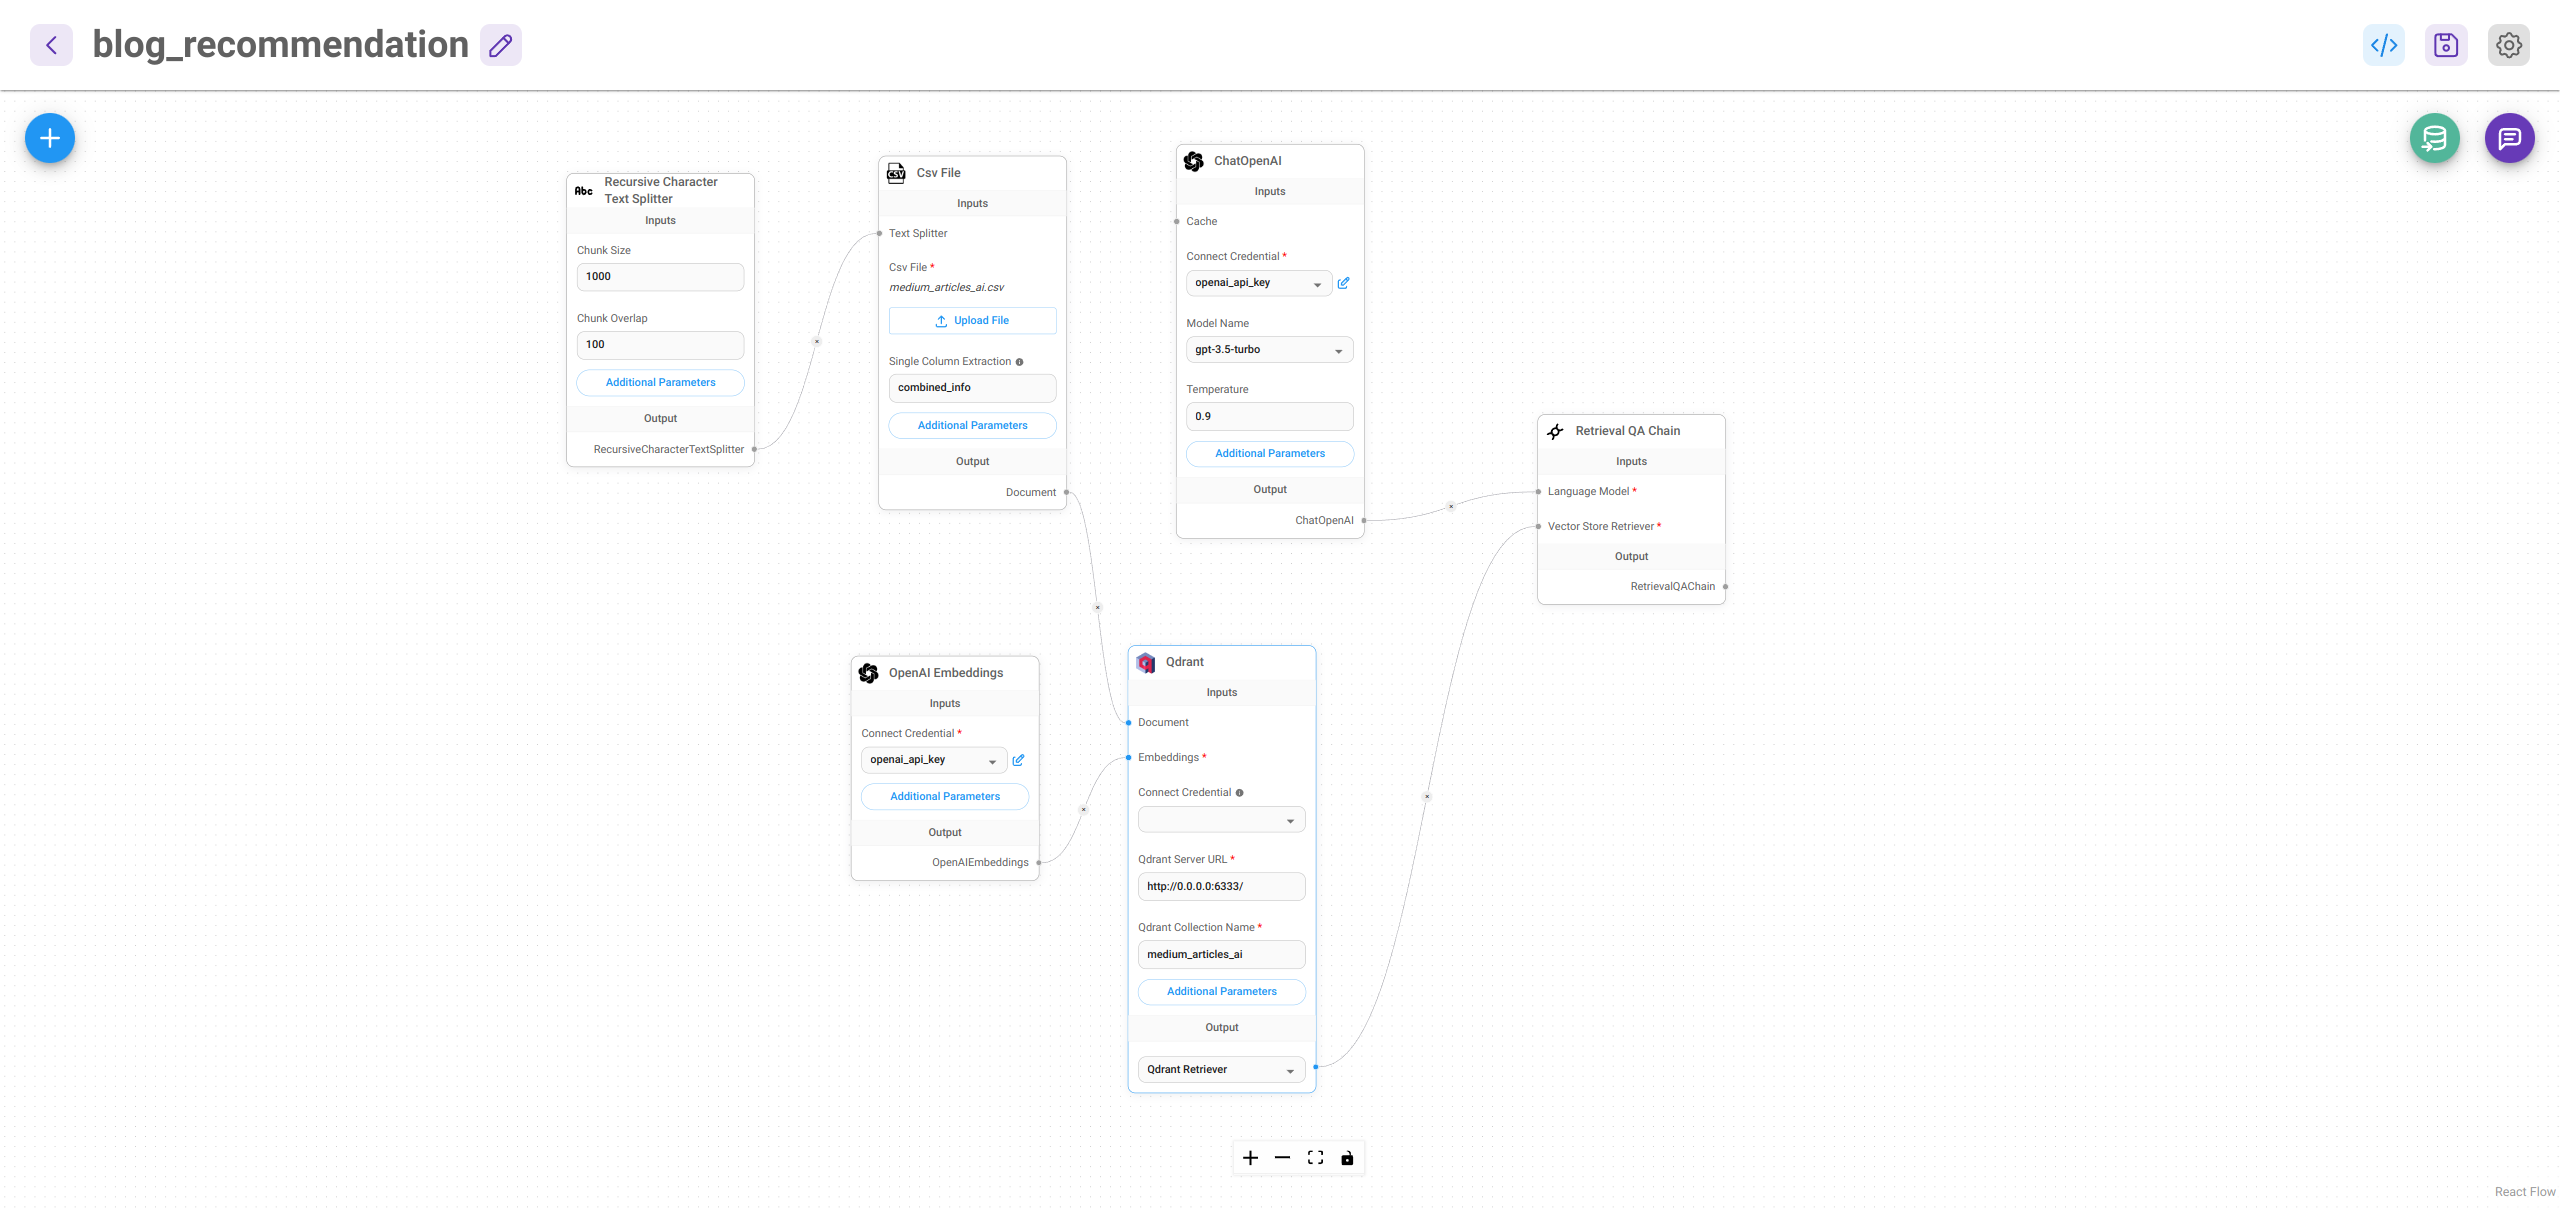 blog_recommendation
Abc
Recursive Character
Text Splitter
Inputs
Chunk Size
1000
Chunk Overlap
100
Additional Parameters
Output
RecursiveCharacterTextSplitter
CSV
Csv File
Inputs
Text Splitter
Csv File *
medium_articles_ai.csv
Upload File
Single Column Extraction
combined_info
Additional Parameters
Output
Document
ChatOpenAI
Inputs
Cache
Connect Credential *
openai_api_key
Model Name
gpt-3.5-turbo
Temperature
0.9
Additional Parameters
Output
ChatOpenAI
Retrieval QA Chain
Inputs
Language Model *
Vector Store Retriever *
Output
RetrievalQAChain
OpenAI Embeddings
Inputs
Connect Credential *
openai_api_key
Additional Parameters
Output
OpenAIEmbeddings
Qdrant
Inputs
Document
Embeddings *
Connect Credential
Qdrant Server URL *
http://0.0.0.0:6333/
Qdrant Collection Name *
medium_articles_ai
Additional Parameters
Output
Qdrant Retriever
React Flow